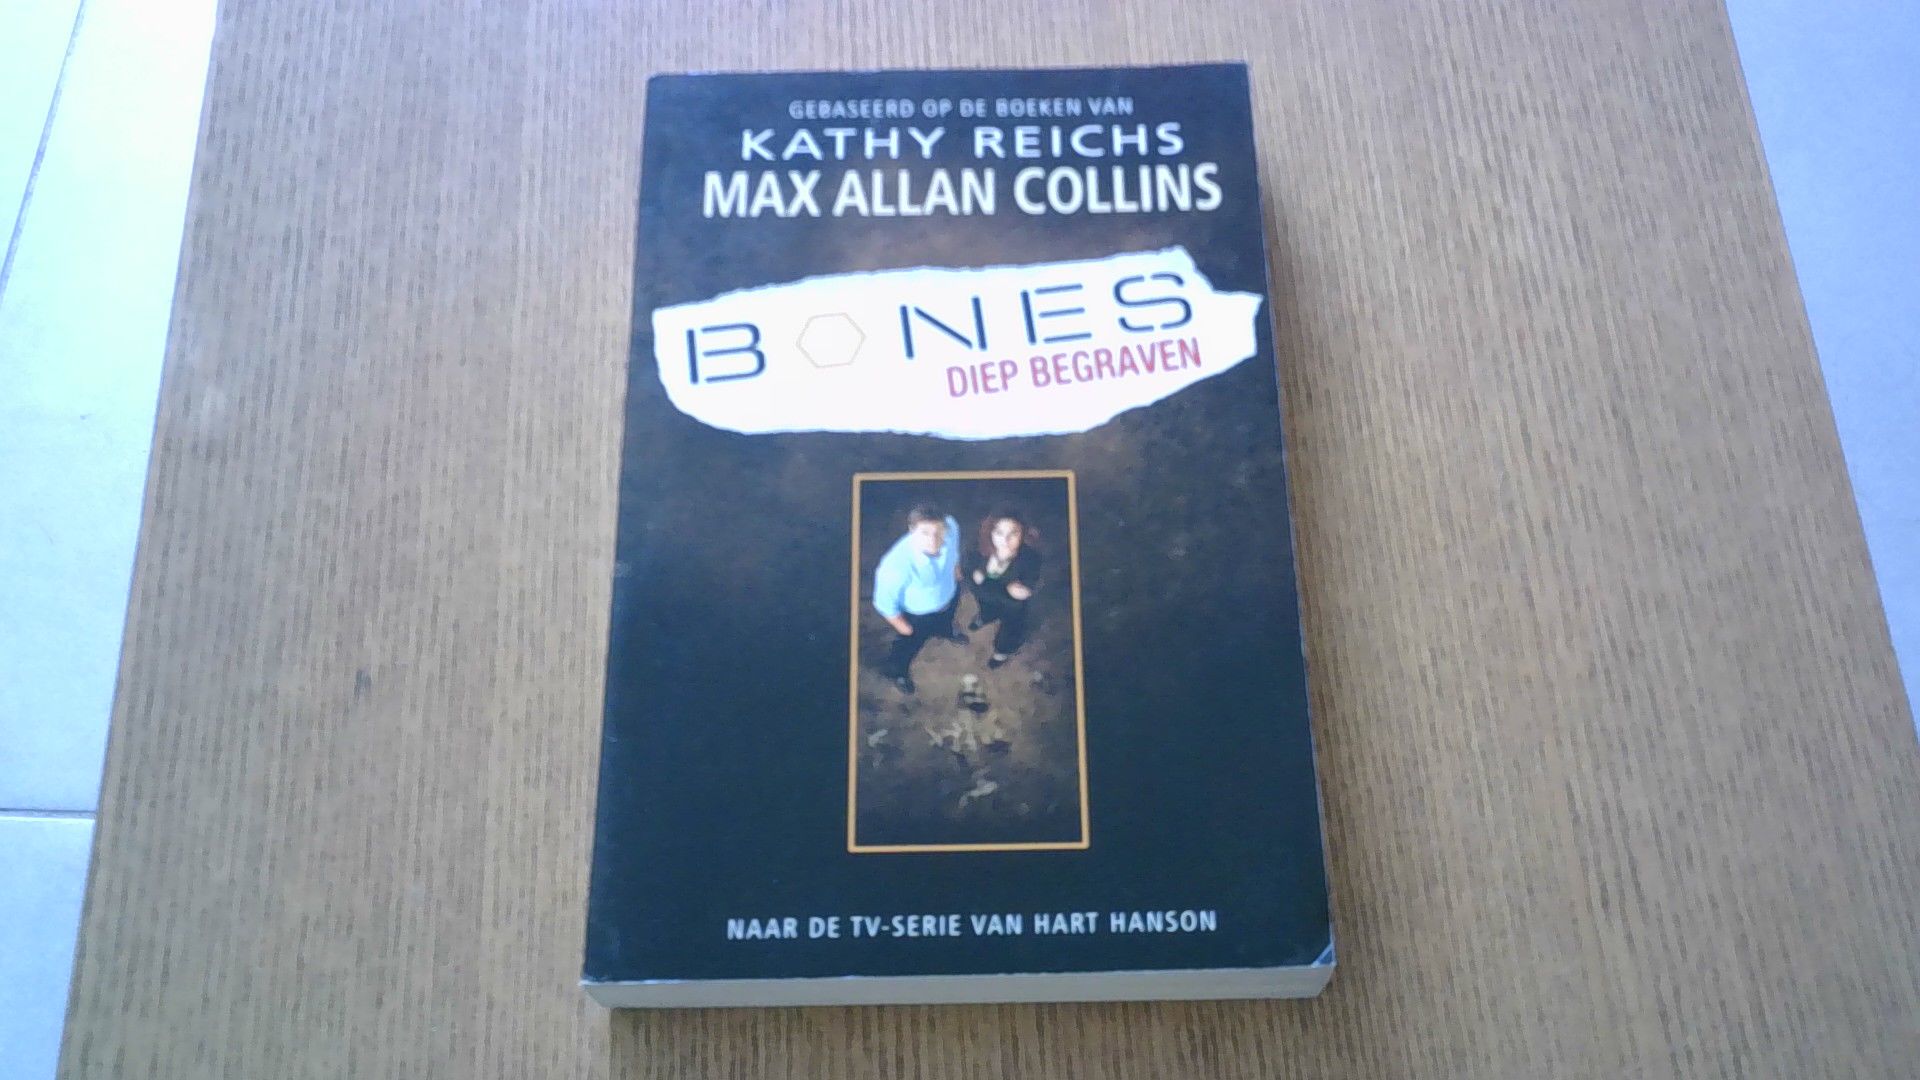 GEBASEERD OP DE BOEKEN VAN
KATHY REICHS
MAX ALLAN COLLINS
BONES
DIEP BEGRAVEN
NAAR DE TV-SERIE VAN HART HANSON